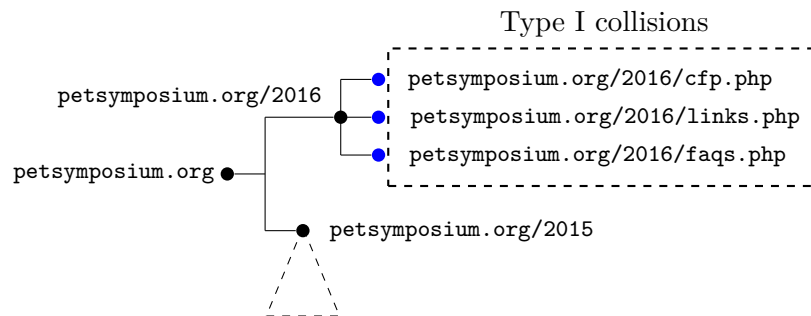 Type I collisions
petsymposium.org/2016/cfp.php
petsymposium.org/2016
petsymposium.org/2016/links.php
petsymposium.org/2016/faqs.php
petsymposium.org
petsymposium.org/2015